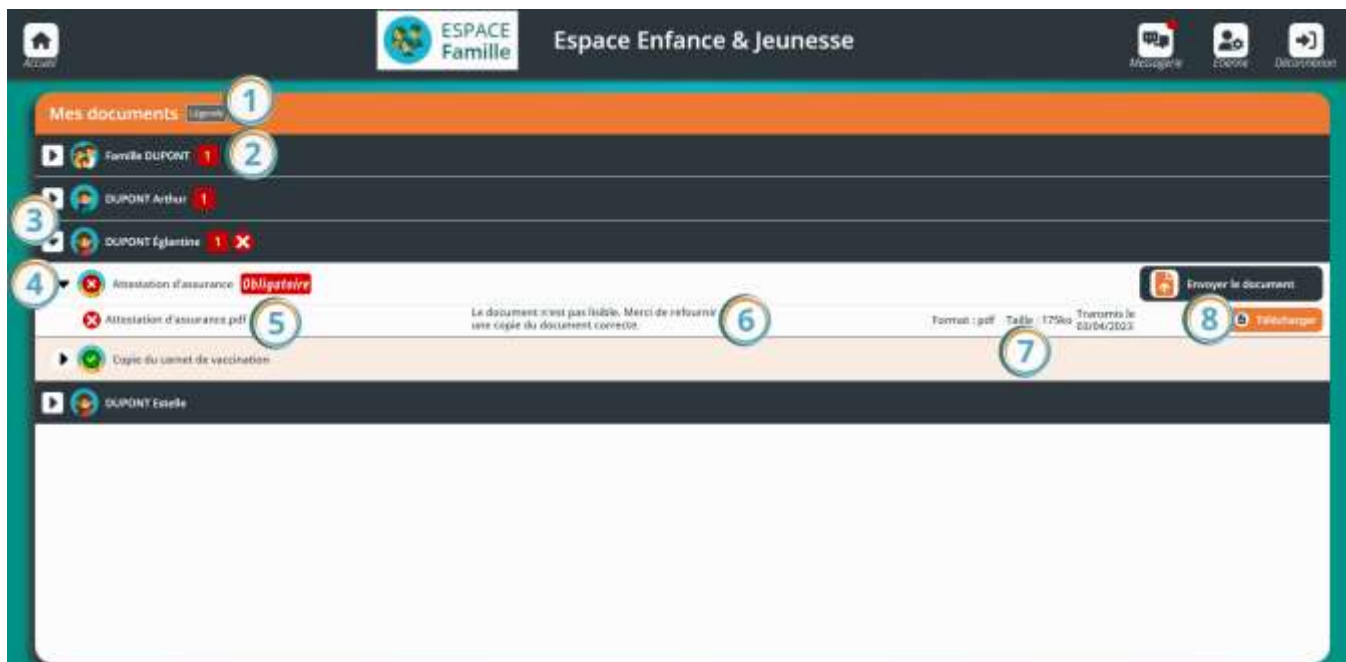 ESPACE
Famille
Espace Enfance & Jeunesse
Accueil
Messagerie
Etienne
Déconnexion
Mes documents Légende 1
Famille DUPONT 1 2
DUPONT Arthur 1
3
DUPONT Églantine 1
4 Attestation d'assurance Obligatoire Envoyer le document
Attestation d'assurance.pdf 5
La document n'est pas lisible. Merci de refournir
une copie du document correcte.
6
Format : pdf Taille : 175ko Transmis le
03/04/2023
7
8 Télécharger
Copie du carnet de vaccination
DUPONT Estelle